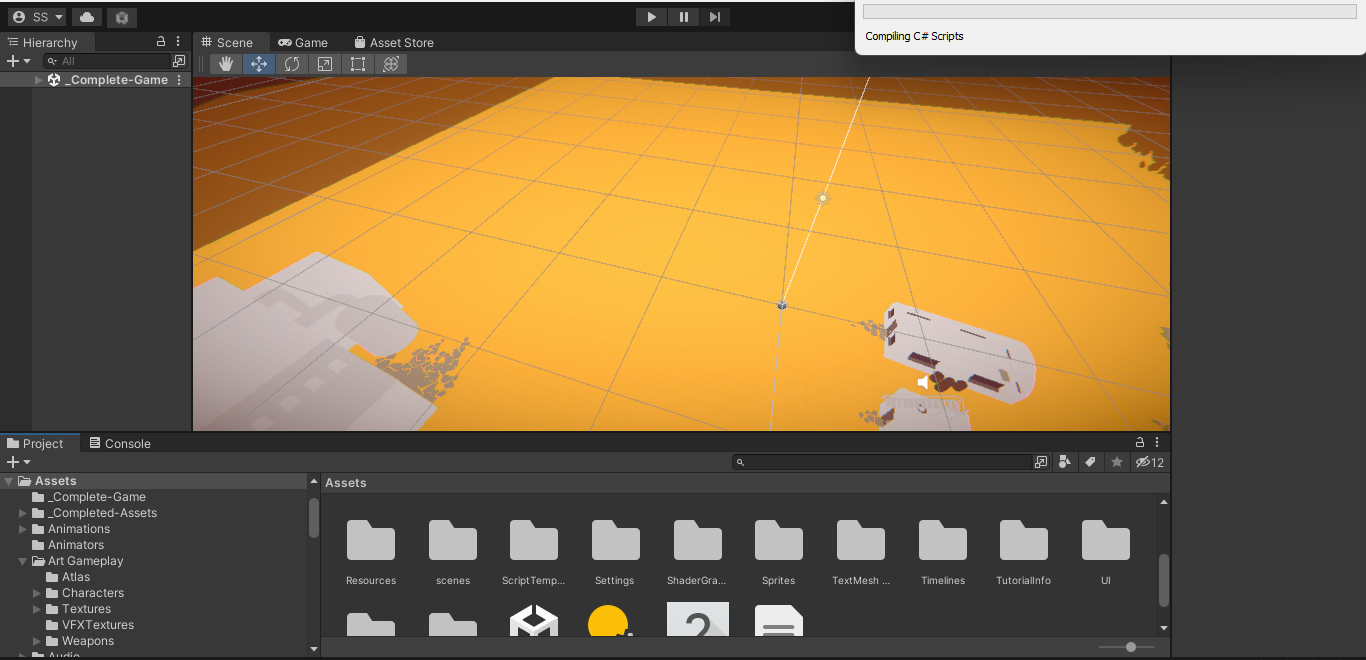 SS
Compiling C# Scripts
Hierarchy
Scene
Game
Asset Store
All
_Complete-Game
Project
Console
12
Assets
Assets
_Complete-Game
_Completed-Assets
Animations
Animators
Art Gameplay
Atlas
Characters
Textures
VFXTextures
Weapons
Audio
Resources
scenes
ScriptTemp...
Settings
ShaderGra...
Sprites
TextMesh ...
Timelines
TutorialInfo
UI
?